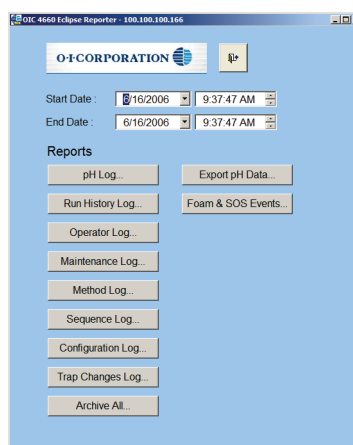 OIC 4660 Eclipse Reporter - 100.100.100.166
O·I·CORPORATION
Start Date : 6/16/2006 9:37:47 AM
End Date : 6/16/2006 9:37:47 AM
Reports
pH Log... Export pH Data...
Run History Log... Foam & SOS Events...
Operator Log...
Maintenance Log...
Method Log...
Sequence Log...
Configuration Log...
Trap Changes Log...
Archive All...